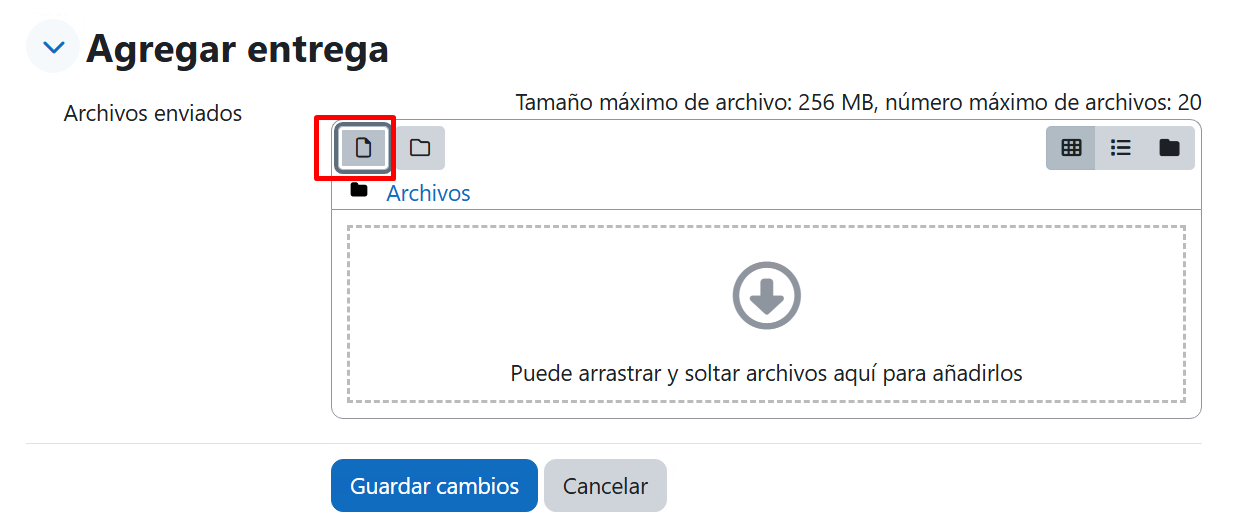 Agregar entrega
Archivos enviados
Tamaño máximo de archivo: 256 MB, número máximo de archivos: 20
Archivos
Puede arrastrar y soltar archivos aquí para añadirlos
Guardar cambios
Cancelar